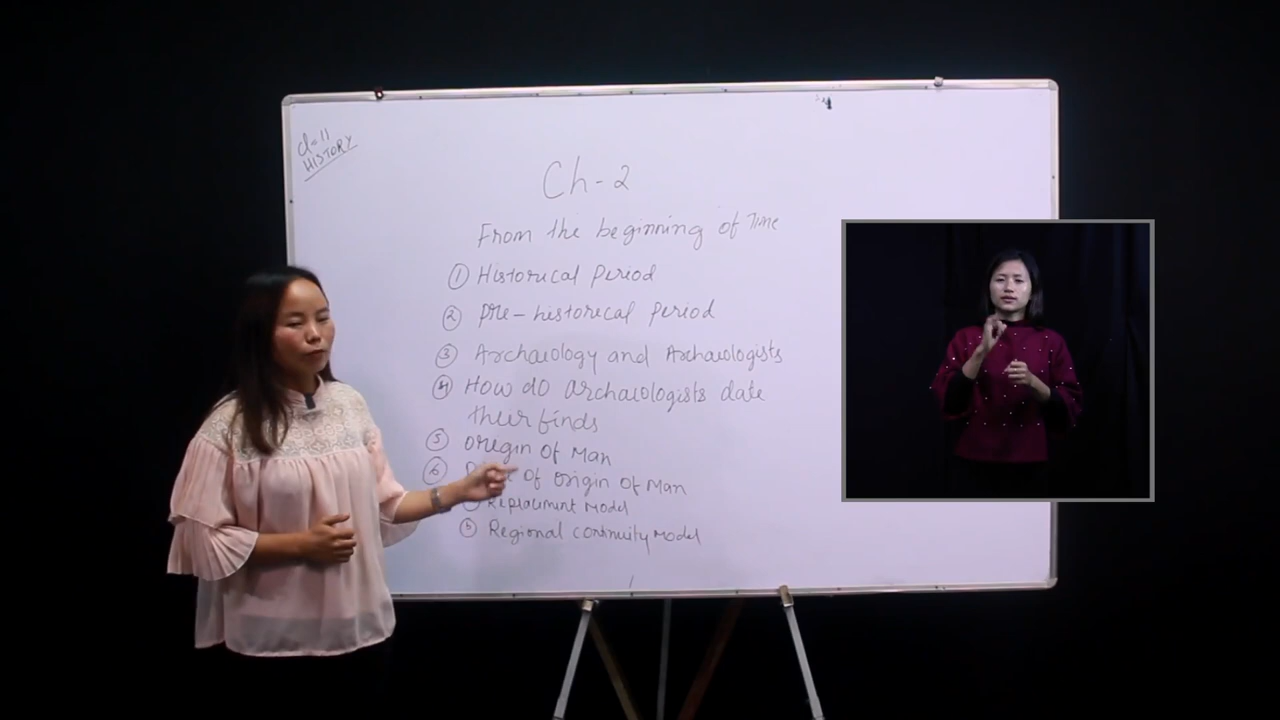 Cl-11
HISTORY
Ch-2
From the beginning of TIME
① Historical Period
② Pre-historical Period
③ Archaeology and Archaeologists
④ How do archaeologists date
their finds
⑤ Oregin of Man
⑥ of origin of Man
Replacement Model
ⓑ Regional continuity Model